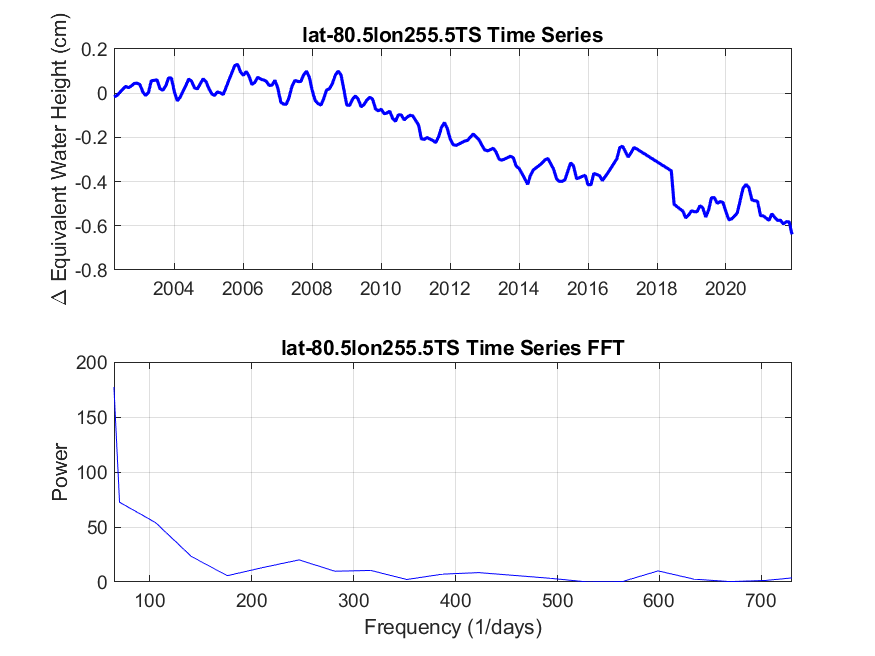 lat-80.5lon255.5TS Time Series
Δ Equivalent Water Height (cm)
0.2
0
-0.2
-0.4
-0.6
-0.8
2004 2006 2008 2010 2012 2014 2016 2018 2020
lat-80.5lon255.5TS Time Series FFT
Power
200
150
100
50
0
100 200 300 400 500 600 700
Frequency (1/days)